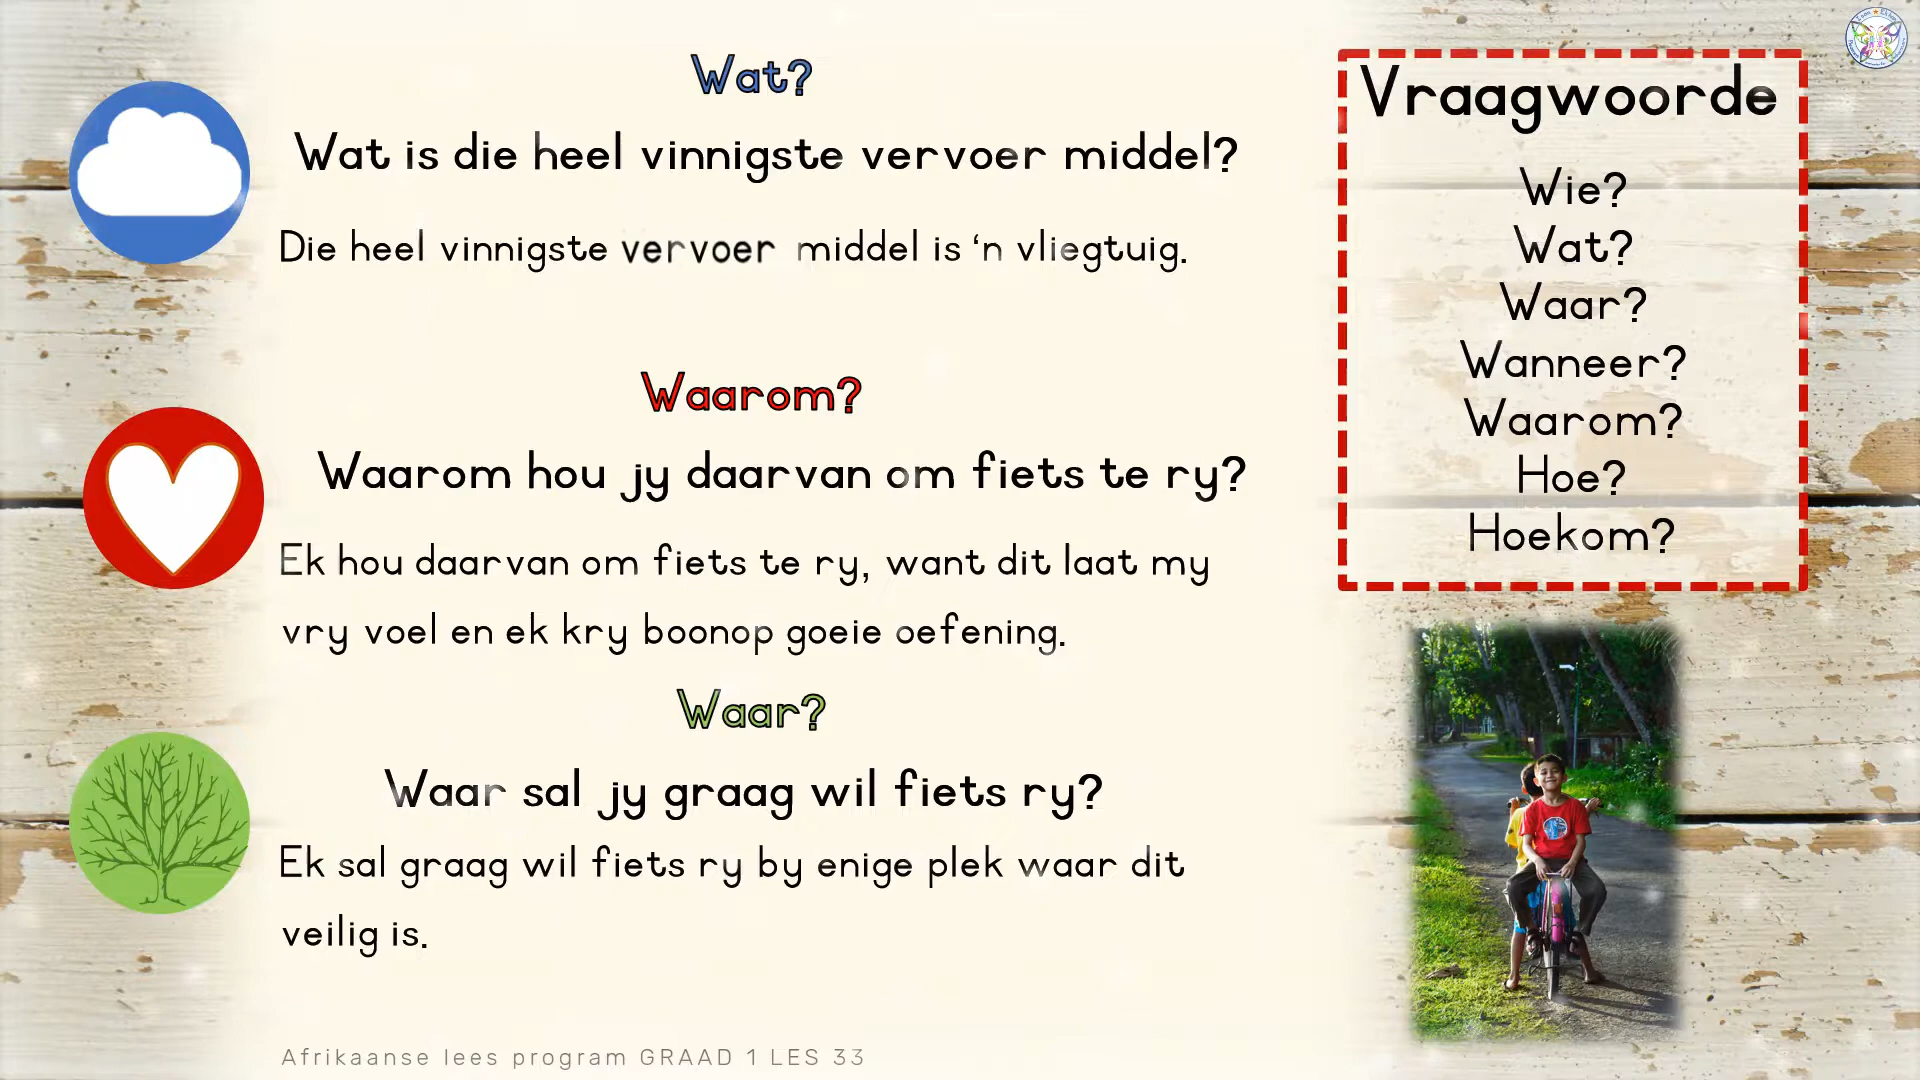 Wat?
Wat is die heel vinnigste vervoer middel?
Die heel vinnigste vervoer middel is ‘n vliegtuig.
Waarom?
Waarom hou jy daarvan om fiets te ry?
Ek hou daarvan om fiets te ry, want dit laat my
vry voel en ek kry boonop goeie oefening.
Waar?
Waar sal jy graag wil fiets ry?
Ek sal graag wil fiets ry by enige plek waar dit
veilig is.
Vraagwoorde
Wie?
Wat?
Waar?
Wanneer?
Waarom?
Hoe?
Hoekom?
Afrikaanse lees program GRAAD 1 LES 33